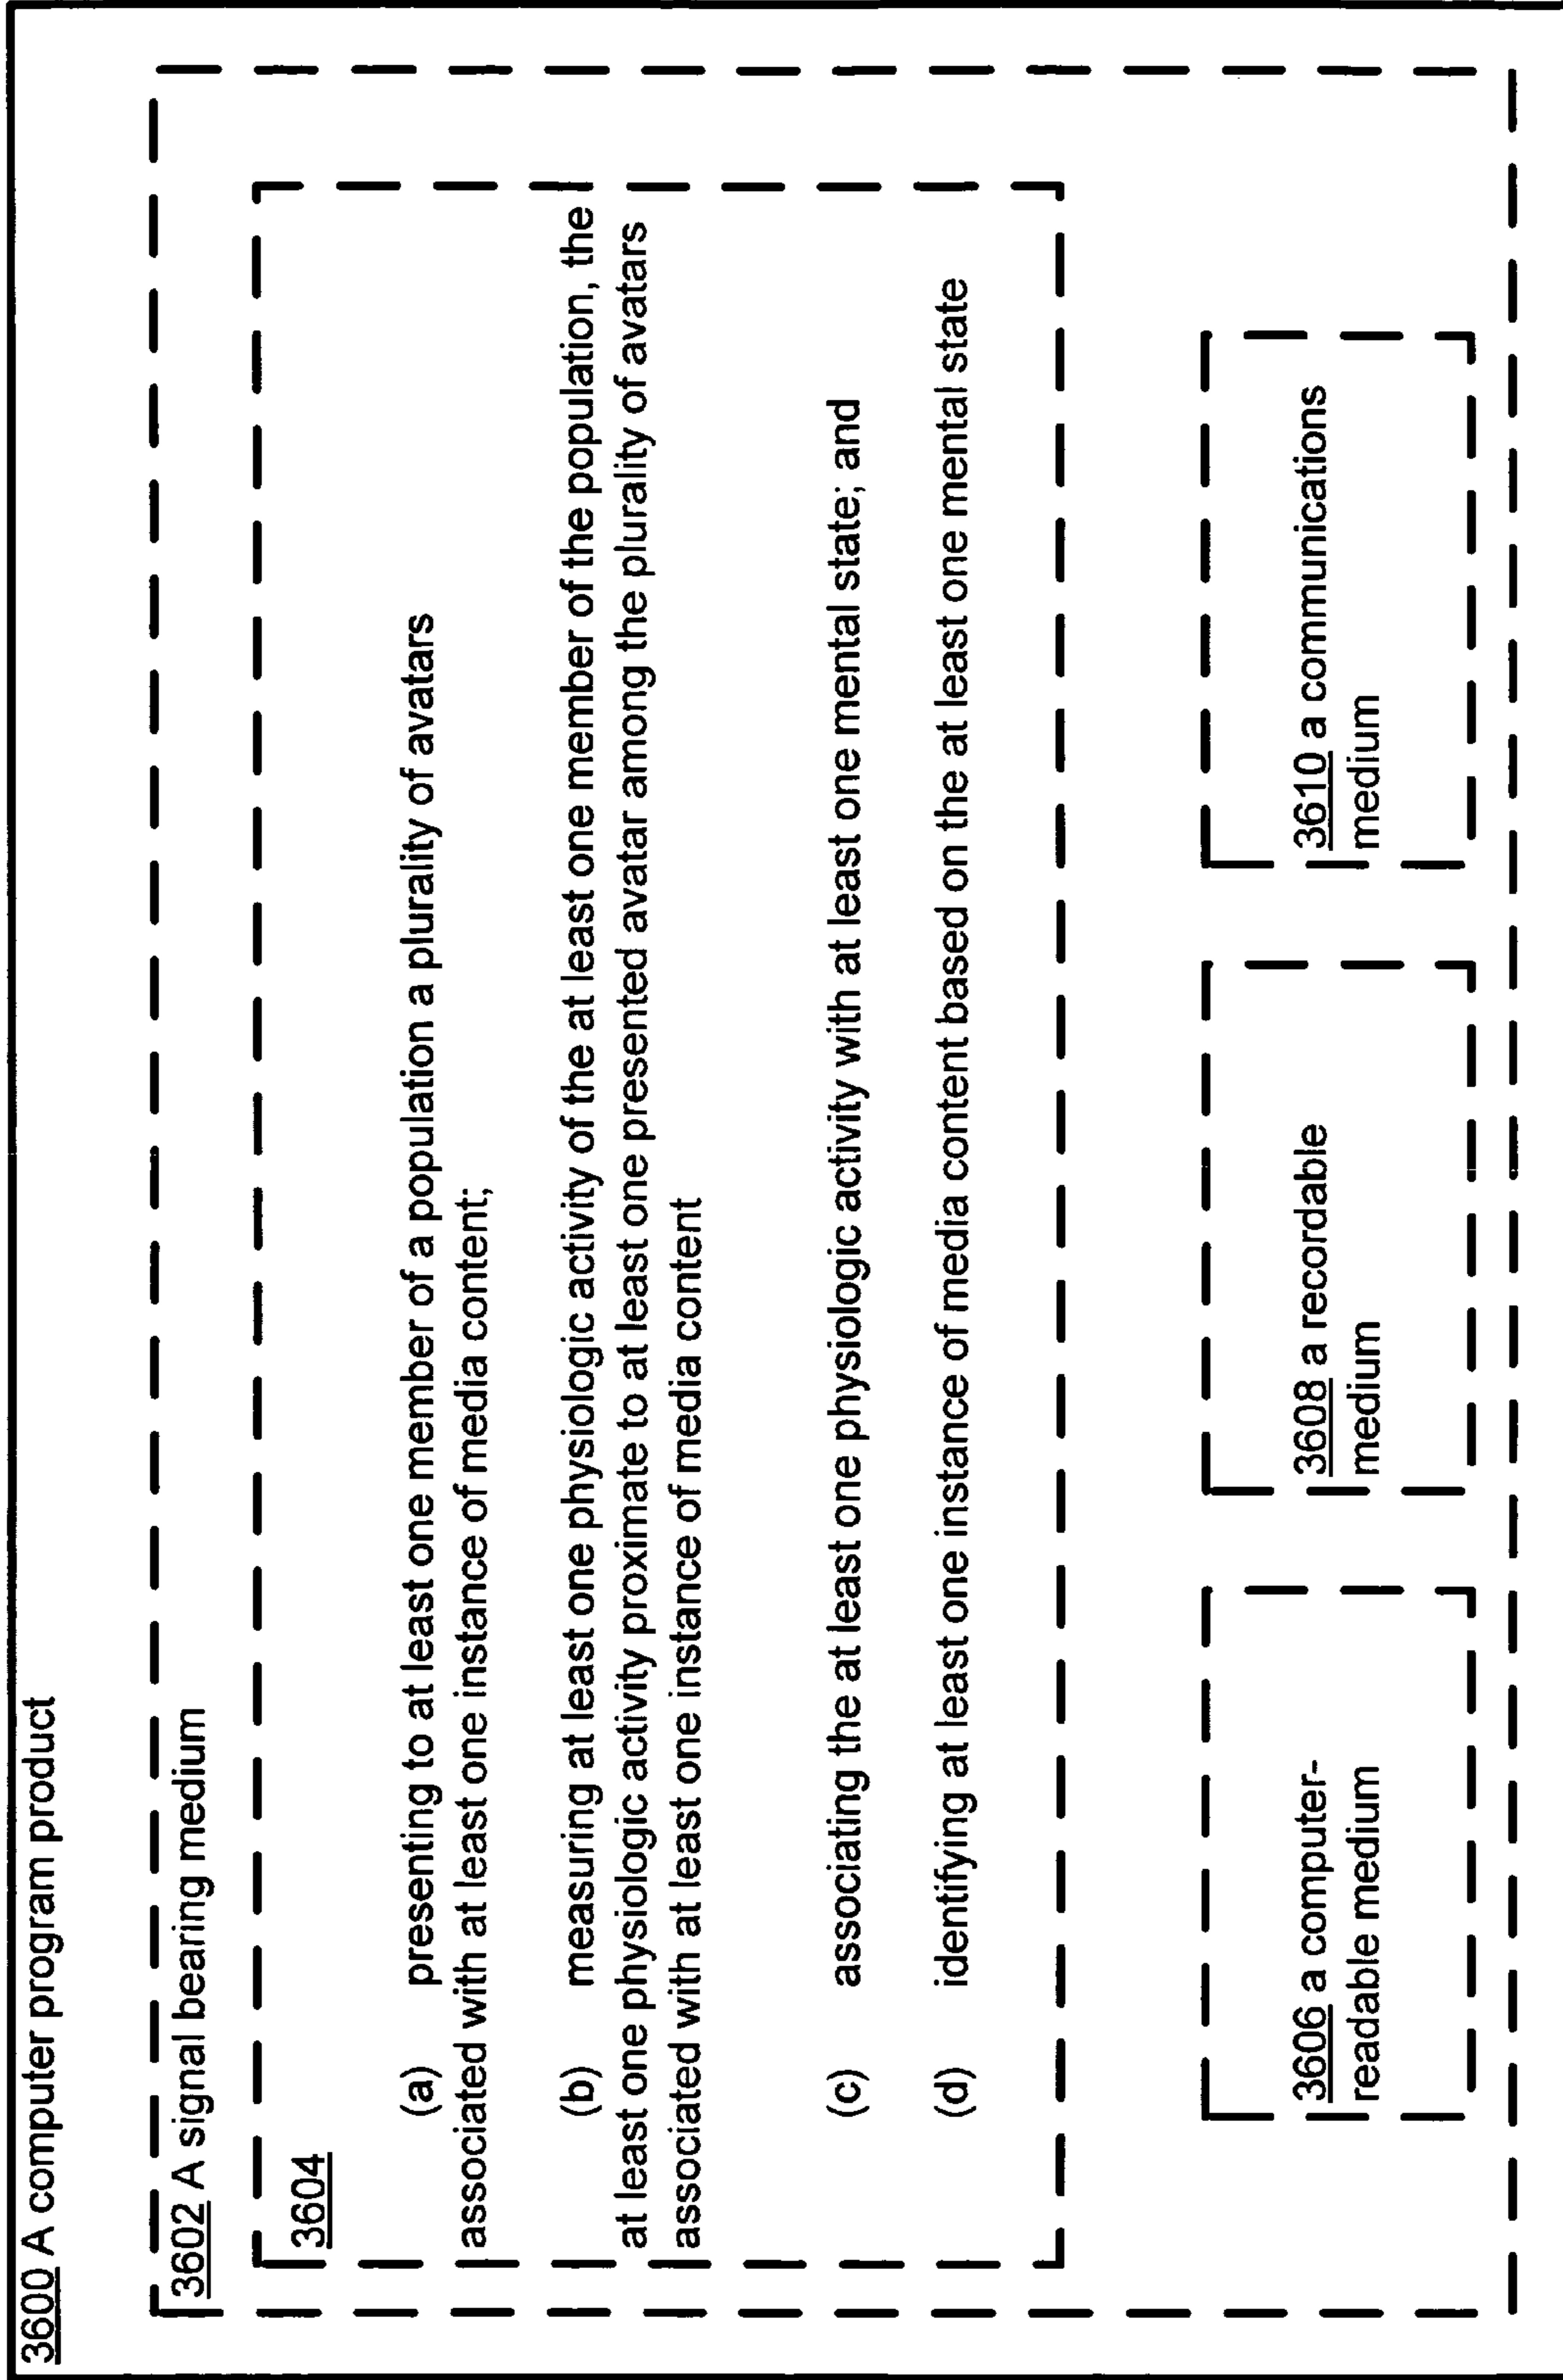 3600 A computer program product
3602 A signal bearing medium
3604
(a) presenting to at least one member of a population a plurality of avatars
associated with at least one instance of media content;
(b) measuring at least one physiologic activity of the at least one member of the population, the
at least one physiologic activity proximate to at least one presented avatar among the plurality of avatars
associated with at least one instance of media content
(c) associating the at least one physiologic activity with at least one mental state; and
(d) identifying at least one instance of media content based on the at least one mental state
3606 a computer-
readable medium
3608 a recordable
medium
3610 a communications
medium